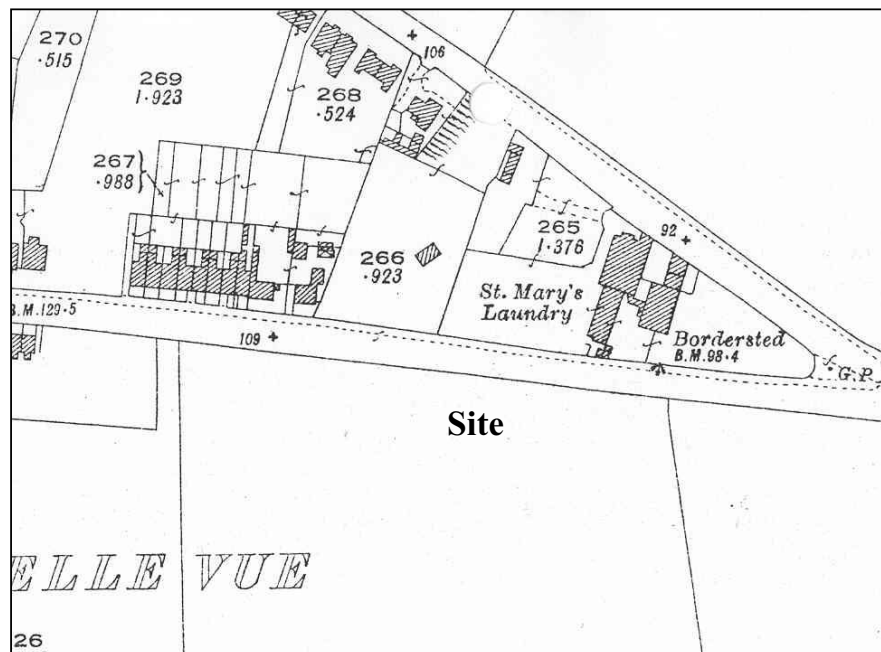 270
·515
106
269
1·923
268
·524
267
·988
92
265
1·376
266
·923
St. Mary's
Laundry
B.M.129·5
Bordersted
B.M.98·4
109
G.P.
Site
ELLE VUE
26